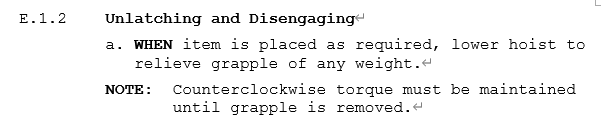 E.1.2 Unlatching and Disengaging↵
a. WHEN item is placed as required, lower hoist to
relieve grapple of any weight.↵
NOTE: Counterclockwise torque must be maintained
until grapple is removed.↵